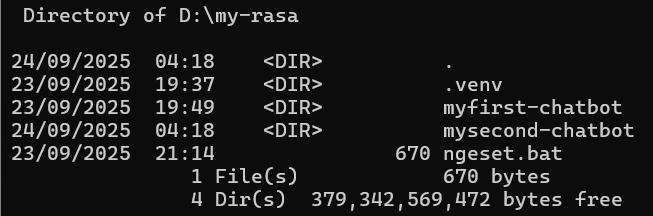 Directory of D:\my-rasa
24/09/2025  04:18    <DIR>          .
23/09/2025  19:37    <DIR>          .venv
23/09/2025  19:49    <DIR>          myfirst-chatbot
24/09/2025  04:18    <DIR>          mysecond-chatbot
23/09/2025  21:14               670 ngeset.bat
1 File(s)            670 bytes
4 Dir(s)  379,342,569,472 bytes free